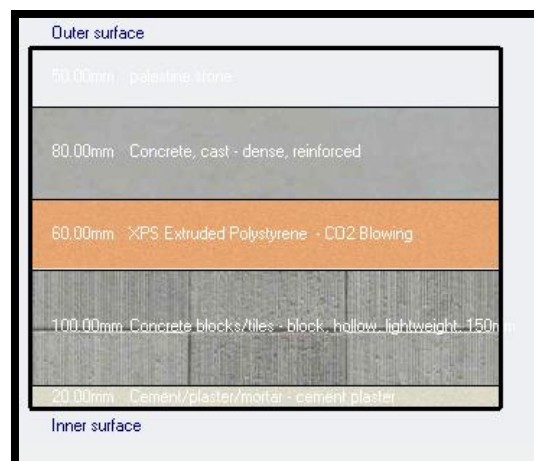 Outer surface
50.00mm palestine stone
80.00mm Concrete, cast - dense, reinforced
60.00mm XPS Extruded Polystyrene - CO2 Blowing
100.00mm Concrete blocks/tiles - block, hollow, lightweight, 150mm
20.00mm Cement/plaster/mortar - cement plaster
Inner surface